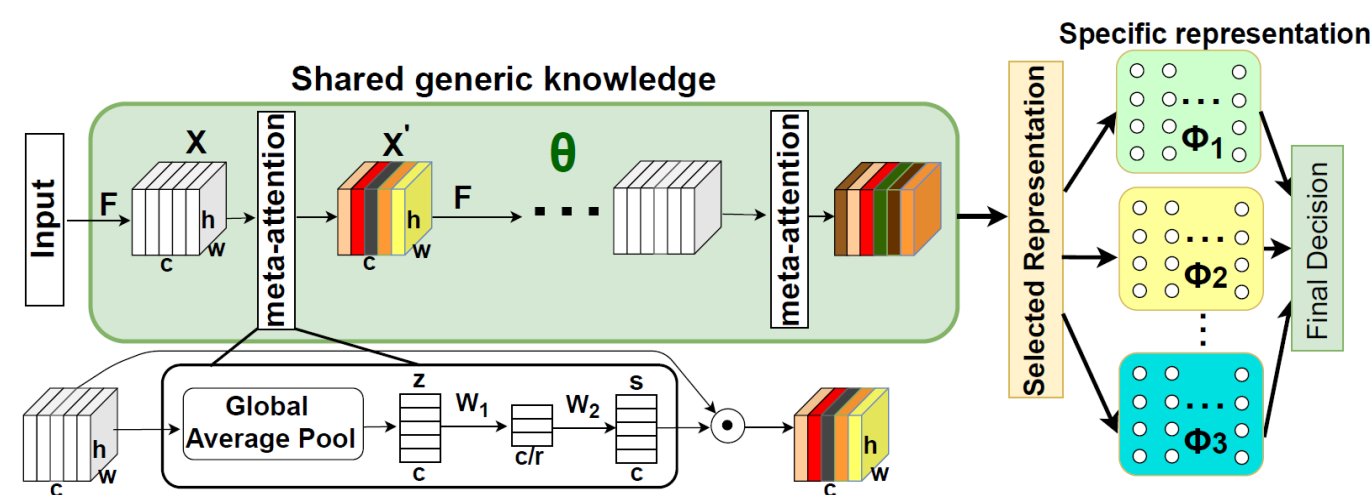 Specific representation
Shared generic knowledge
Input
F
X
h
w
c
meta-attention
X'
h
w
c
F
θ
...
meta-attention
Selected Representation
...
Φ1
...
Φ2
...
...
Φ3
Final Decision
h
w
c
Global
Average Pool
z
c
W1
c/r
W2
s
c
h
w
c